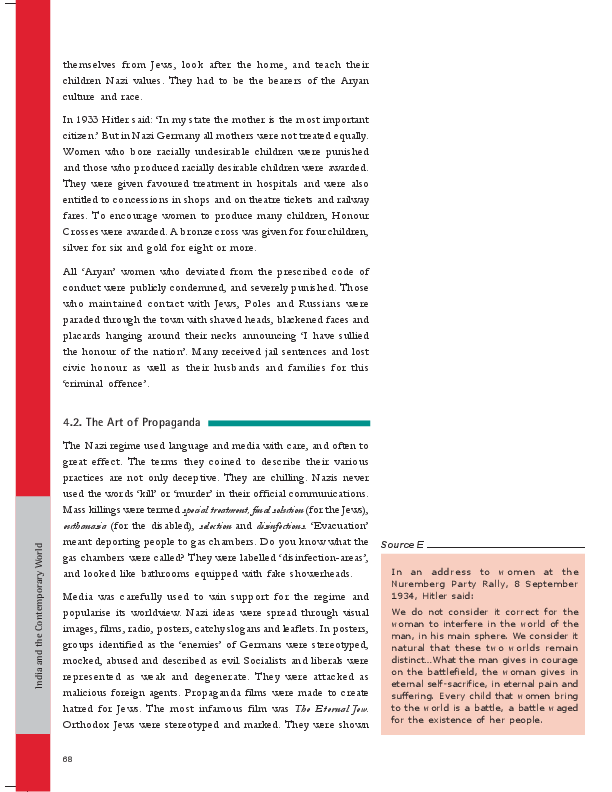 themselves from Jews, look after the home, and teach their
children Nazi values. They had to be the bearers of the Aryan
culture and race.
In 1933 Hitler said: ‘In my state the mother is the most important
citizen.’ But in Nazi Germany all mothers were not treated equally.
Women who bore racially undesirable children were punished
and those who produced racially desirable children were awarded.
They were given favoured treatment in hospitals and were also
entitled to concessions in shops and on theatre tickets and railway
fares. To encourage women to produce many children, Honour
Crosses were awarded. A bronze cross was given for four children,
silver for six and gold for eight or more.
All ‘Aryan’ women who deviated from the prescribed code of
conduct were publicly condemned, and severely punished. Those
who maintained contact with Jews, Poles and Russians were
paraded through the town with shaved heads, blackened faces and
placards hanging around their necks announcing ‘I have sullied
the honour of the nation’. Many received jail sentences and lost
civic honour as well as their husbands and families for this
‘criminal offence’.
4.2. The Art of Propaganda
The Nazi regime used language and media with care, and often to
great effect. The terms they coined to describe their various
practices are not only deceptive. They are chilling. Nazis never
used the words ‘kill’ or ‘murder’ in their official communications.
Mass killings were termed special treatment, final solution (for the Jews),
euthanasia (for the disabled), selection and disinfections. ‘Evacuation’
meant deporting people to gas chambers. Do you know what the
gas chambers were called? They were labelled ‘disinfection-areas’,
and looked like bathrooms equipped with fake showerheads.
Media was carefully used to win support for the regime and
popularise its worldview. Nazi ideas were spread through visual
images, films, radio, posters, catchy slogans and leaflets. In posters,
groups identified as the ‘enemies’ of Germans were stereotyped,
mocked, abused and described as evil. Socialists and liberals were
represented as weak and degenerate. They were attacked as
malicious foreign agents. Propaganda films were made to create
hatred for Jews. The most infamous film was The Eternal Jew.
Orthodox Jews were stereotyped and marked. They were shown
Source E
In an address to women at the
Nuremberg Party Rally, 8 September
1934, Hitler said:
We do not consider it correct for the
woman to interfere in the world of the
man, in his main sphere. We consider it
natural that these two worlds remain
distinct...What the man gives in courage
on the battlefield, the woman gives in
eternal self-sacrifice, in eternal pain and
suffering. Every child that women bring
to the world is a battle, a battle waged
for the existence of her people.
India and the Contemporary World
68